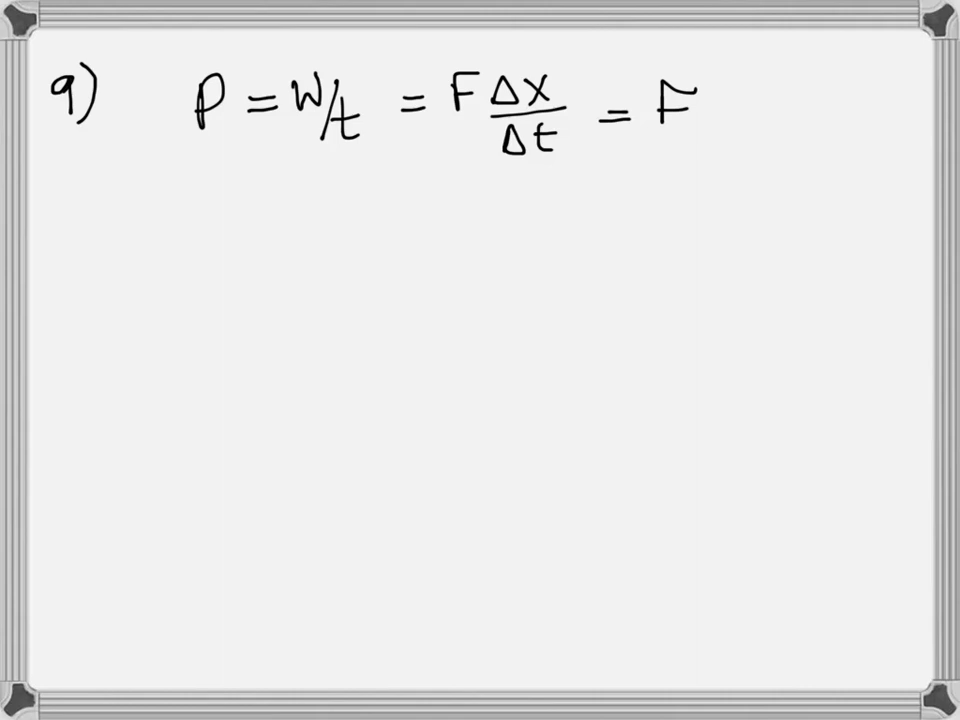 9) P = W/t = F Δx/Δt = F